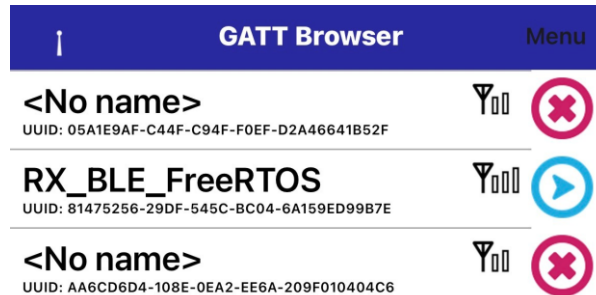 GATT Browser Menu
<No name>
UUID: 05A1E9AF-C44F-C94F-F0EF-D2A46641B52F
RX_BLE_FreeRTOS
UUID: 81475256-29DF-545C-BC04-6A159ED99B7E
<No name>
UUID: AA6CD6D4-108E-0EA2-EE6A-209F010404C6